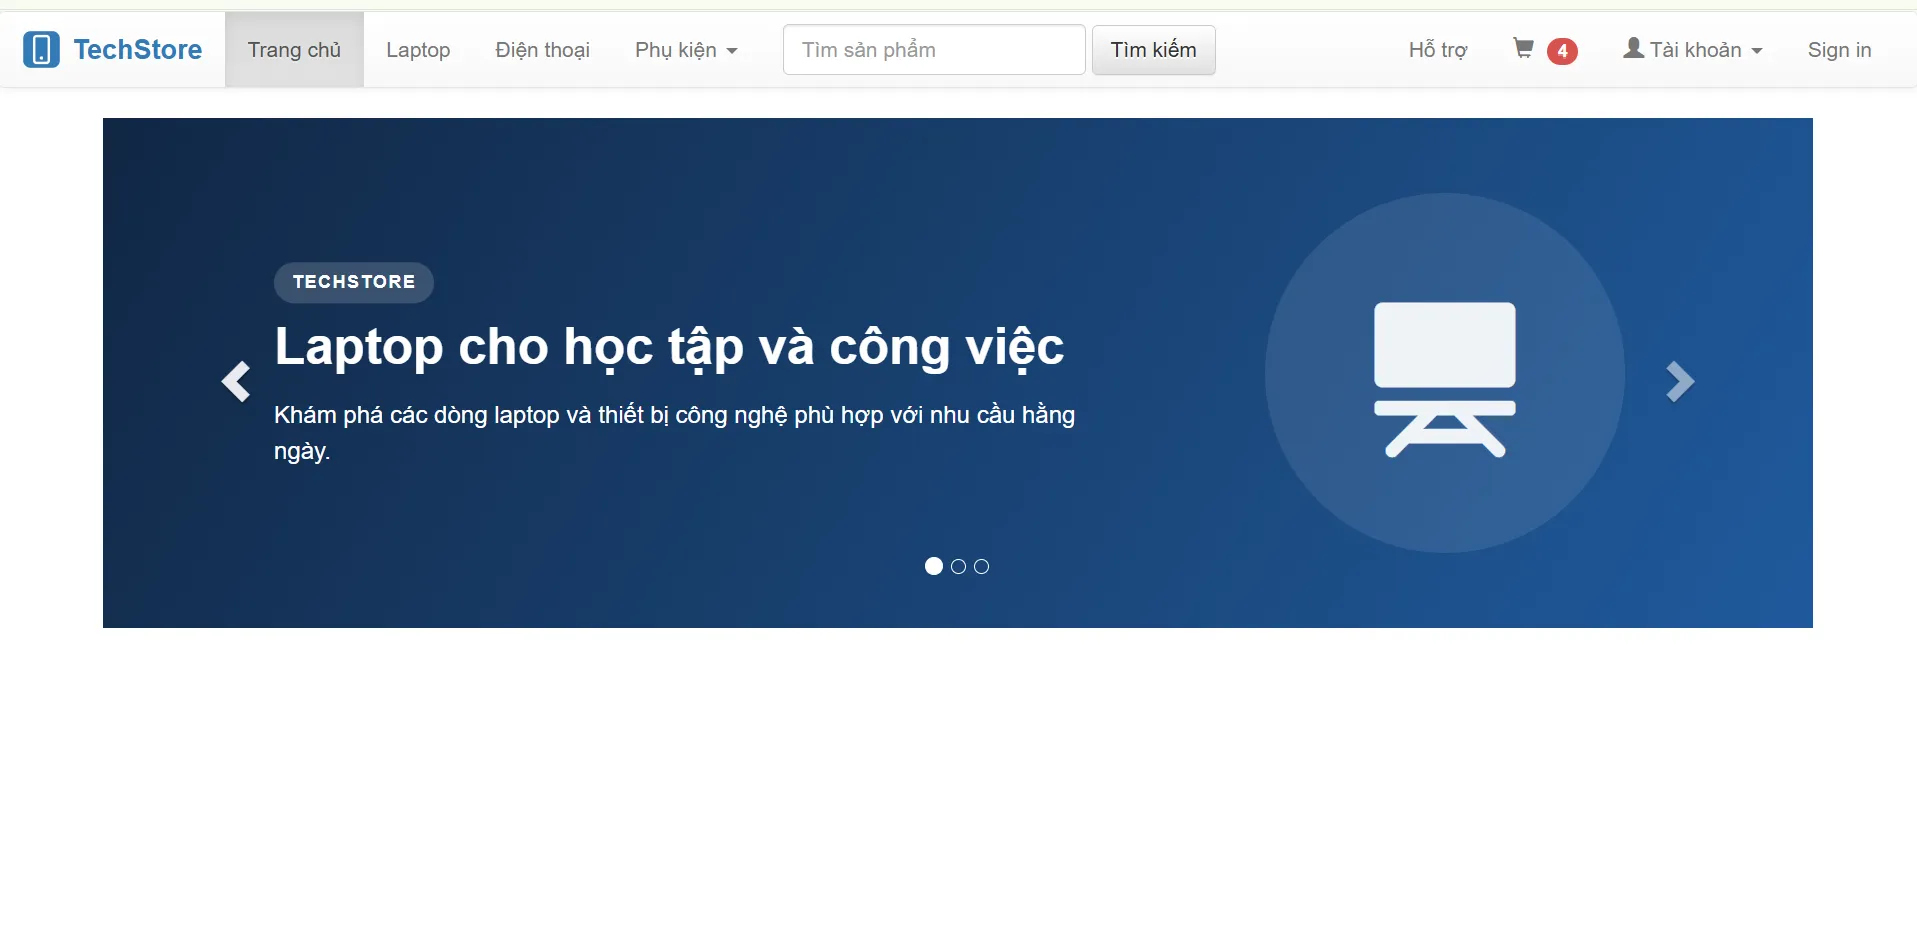 TechStore
Trang chủ
Laptop
Điện thoại
Phụ kiện
Tìm sản phẩm
Tìm kiếm
Hỗ trợ
4
Tài khoản
Sign in
TECHSTORE
Laptop cho học tập và công việc
Khám phá các dòng laptop và thiết bị công nghệ phù hợp với nhu cầu hằng
ngày.